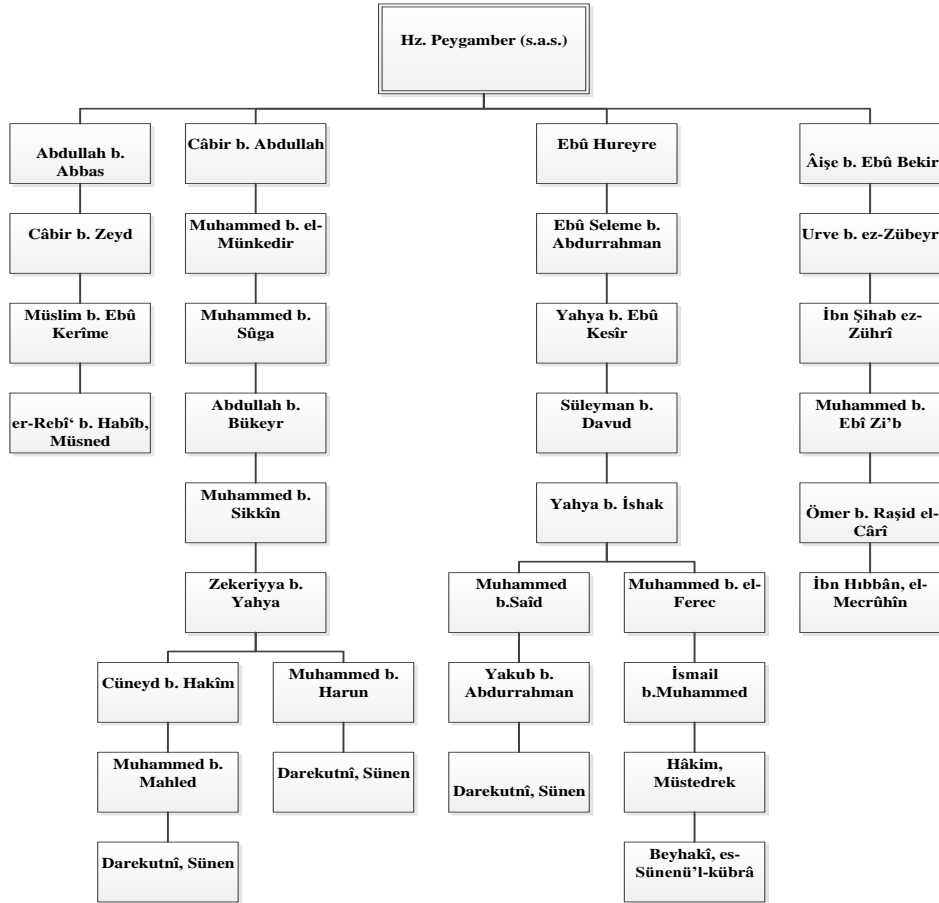 Hz. Peygamber (s.a.s.)
Abdullah b.
Abbas
Câbir b. Abdullah
Ebû Hureyre
Âişe b. Ebû Bekir
Câbir b. Zeyd
Muhammed b. el-
Münkedir
Ebû Seleme b.
Abdurrahman
Urve b. ez-Zübeyr
Müslim b. Ebû
Kerîme
Muhammed b.
Sûga
Yahya b. Ebû
Kesîr
İbn Şihab ez-
Zührî
er-Rebî‘ b. Habîb,
Müsned
Abdullah b.
Bükeyr
Süleyman b.
Davud
Muhammed b.
Ebî Zi’b
Muhammed b.
Sikkîn
Yahya b. İshak
Ömer b. Raşid el-
Cârî
Zekeriyya b.
Yahya
Muhammed
b.Saîd
Muhammed b. el-
Ferec
İbn Hıbbân, el-
Mecrûhîn
Cüneyd b. Hakîm
Muhammed b.
Harun
Yakub b.
Abdurrahman
İsmail
b.Muhammed
Muhammed b.
Mahled
Darekutnî, Sünen
Darekutnî, Sünen
Hâkim,
Müstedrek
Darekutnî, Sünen
Beyhakî, es-
Sünenü’l-kübrâ